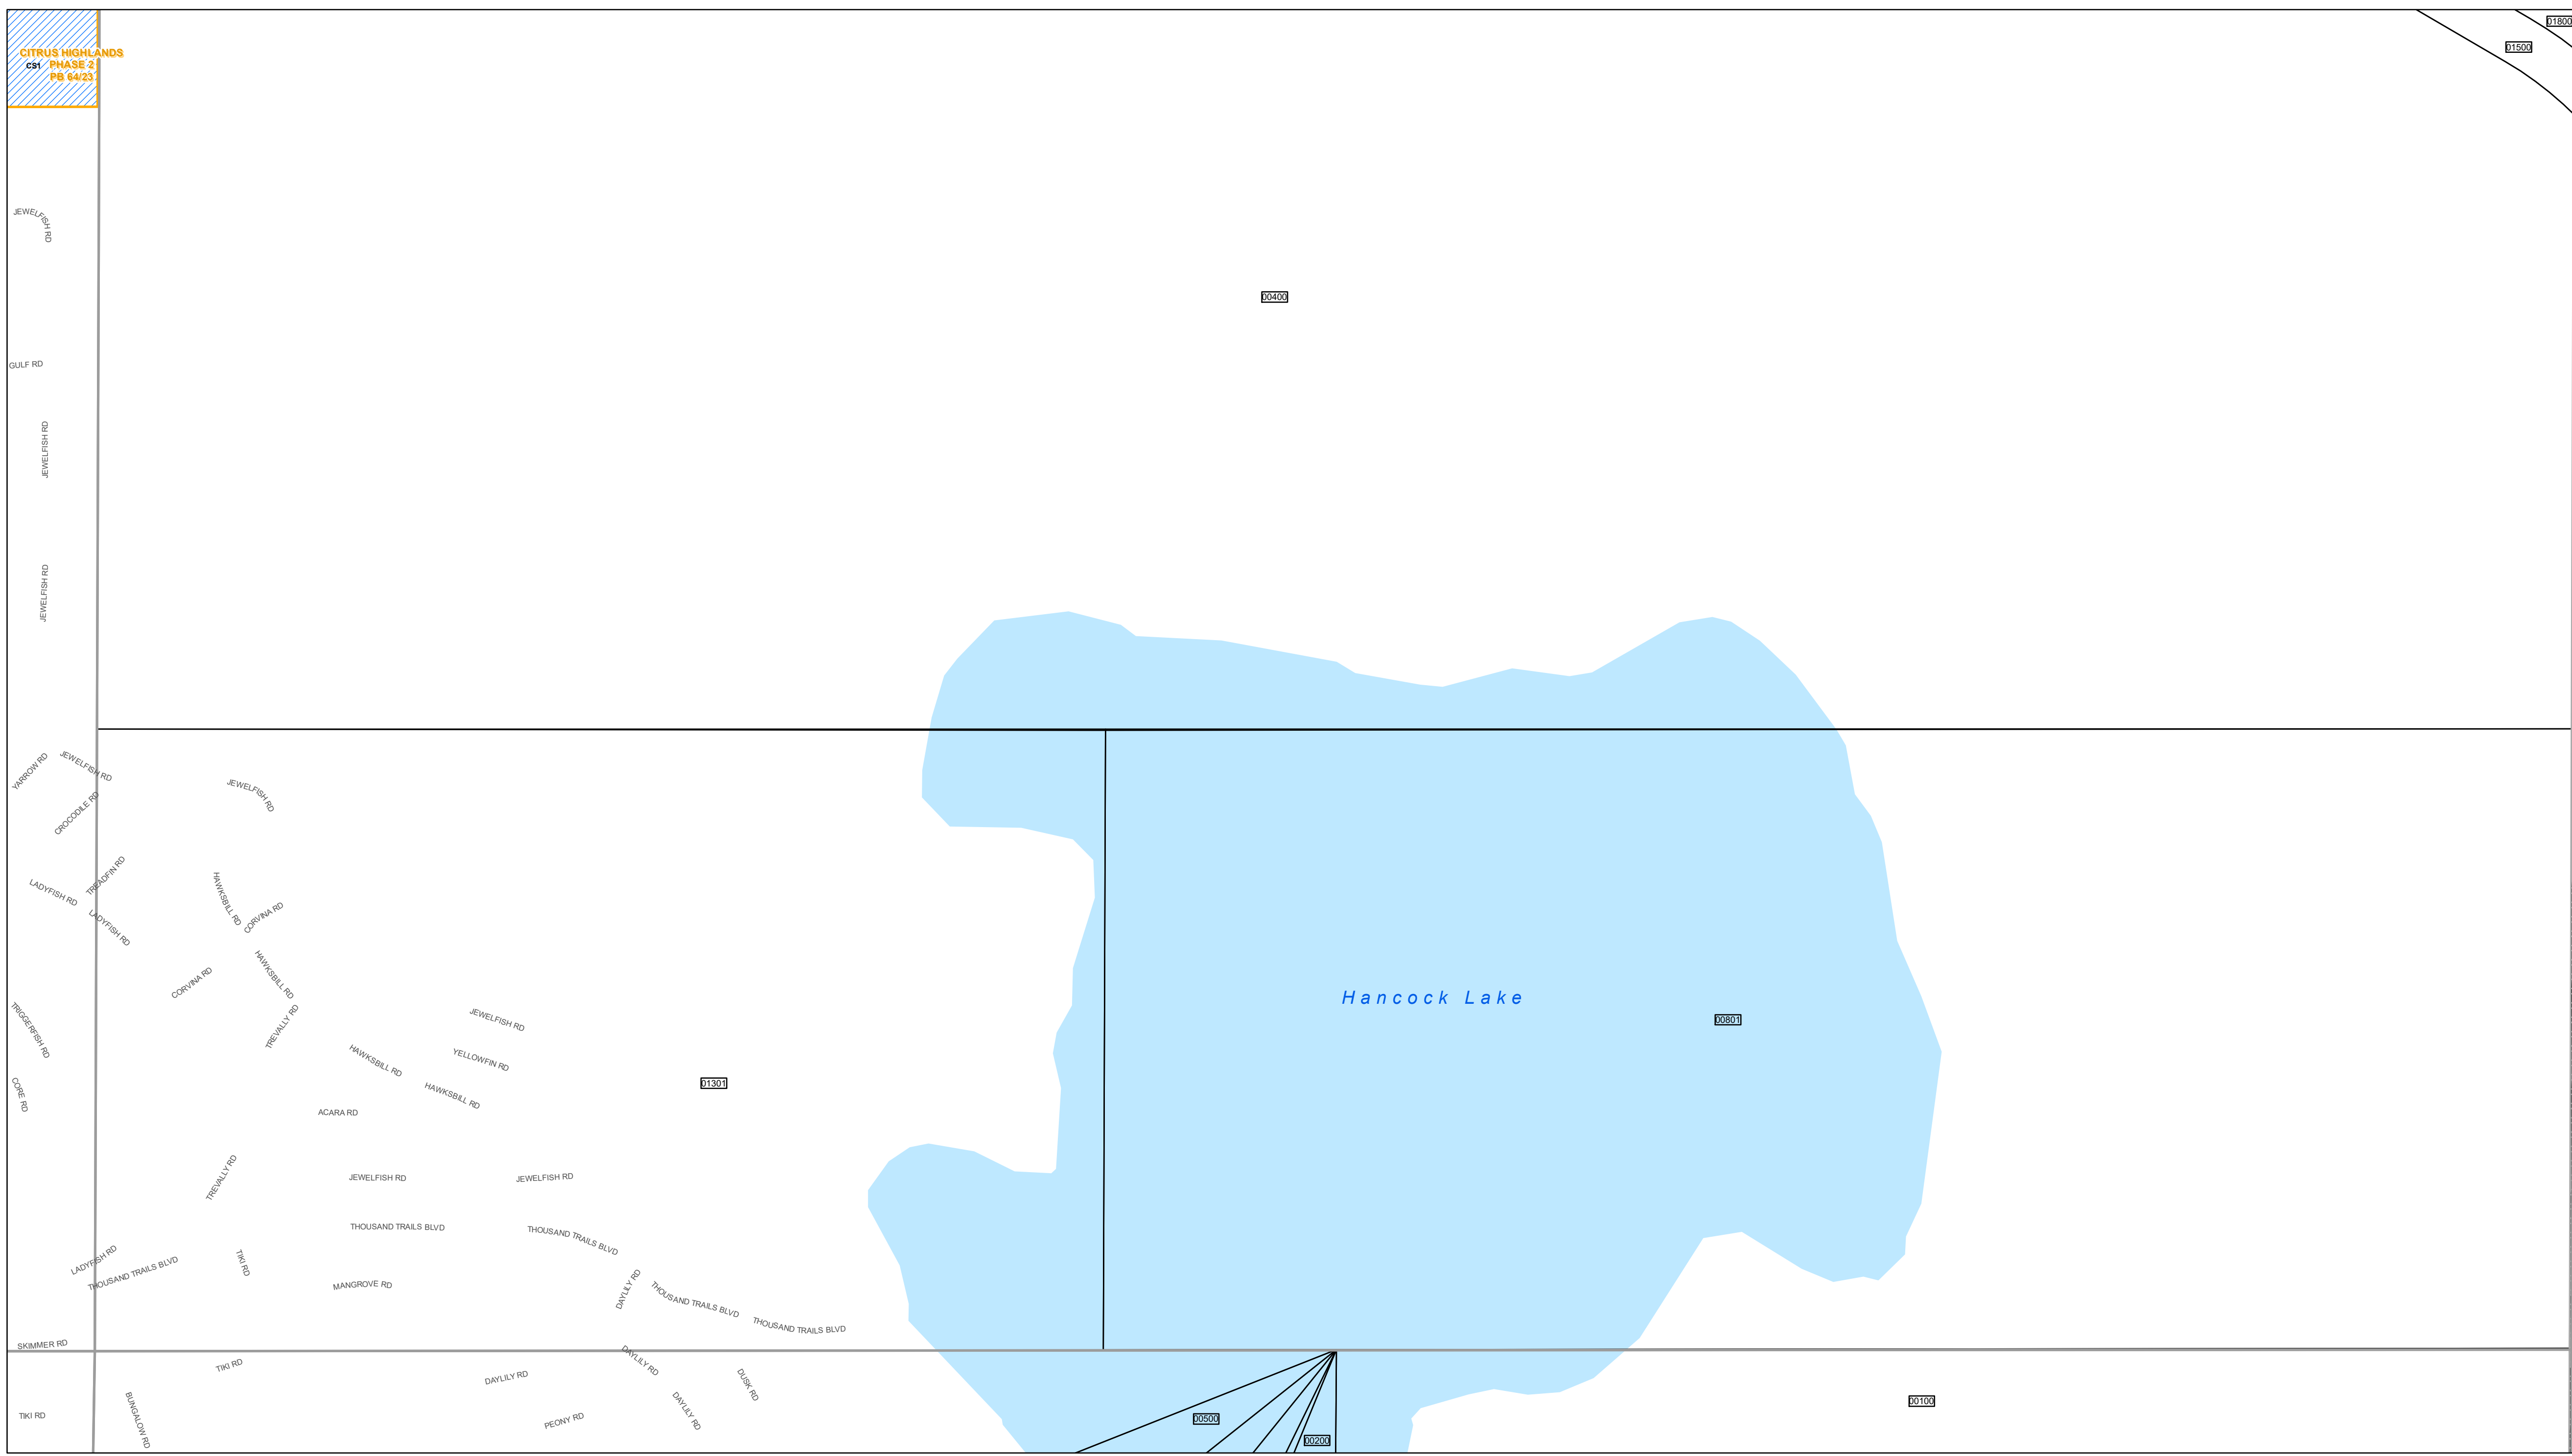 01800
01500
CITRUS HIGHLANDS
CS1 PHASE 2
PB 64/23
JEWELFISH RD
00400
GULF RD
JEWELFISH RD
JEWELFISH RD
YARROW RD
JEWELFISH RD
JEWELFISH RD
CROCODILE RD
TREADFIN RD
LADYFISH RD
HAWKSBILL RD
CORVINA RD
LADYFISH RD
HAWKSBILL RD
CORVINA RD
Hancock Lake
TRIGGERFISH RD
TREVALLY RD
JEWELFISH RD
00801
HAWKSBILL RD
YELLOWFIN RD
01301
CORE RD
HAWKSBILL RD
ACARA RD
TREVALLY RD
JEWELFISH RD
JEWELFISH RD
THOUSAND TRAILS BLVD
THOUSAND TRAILS BLVD
LADYFISH RD
THOUSAND TRAILS BLVD
TIKI RD
MANGROVE RD
DAYLILY RD
THOUSAND TRAILS BLVD
THOUSAND TRAILS BLVD
SKIMMER RD
TIKI RD
DAYLILY RD
DAYLILY RD
DUSK RD
00100
TIKI RD
BUNGALOW RD
PEONY RD
DAYLILY RD
00500
00200